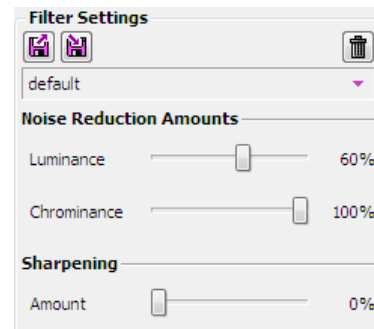 Filter Settings
default
Noise Reduction Amounts
Luminance 60%
Chrominance 100%
Sharpening
Amount 0%